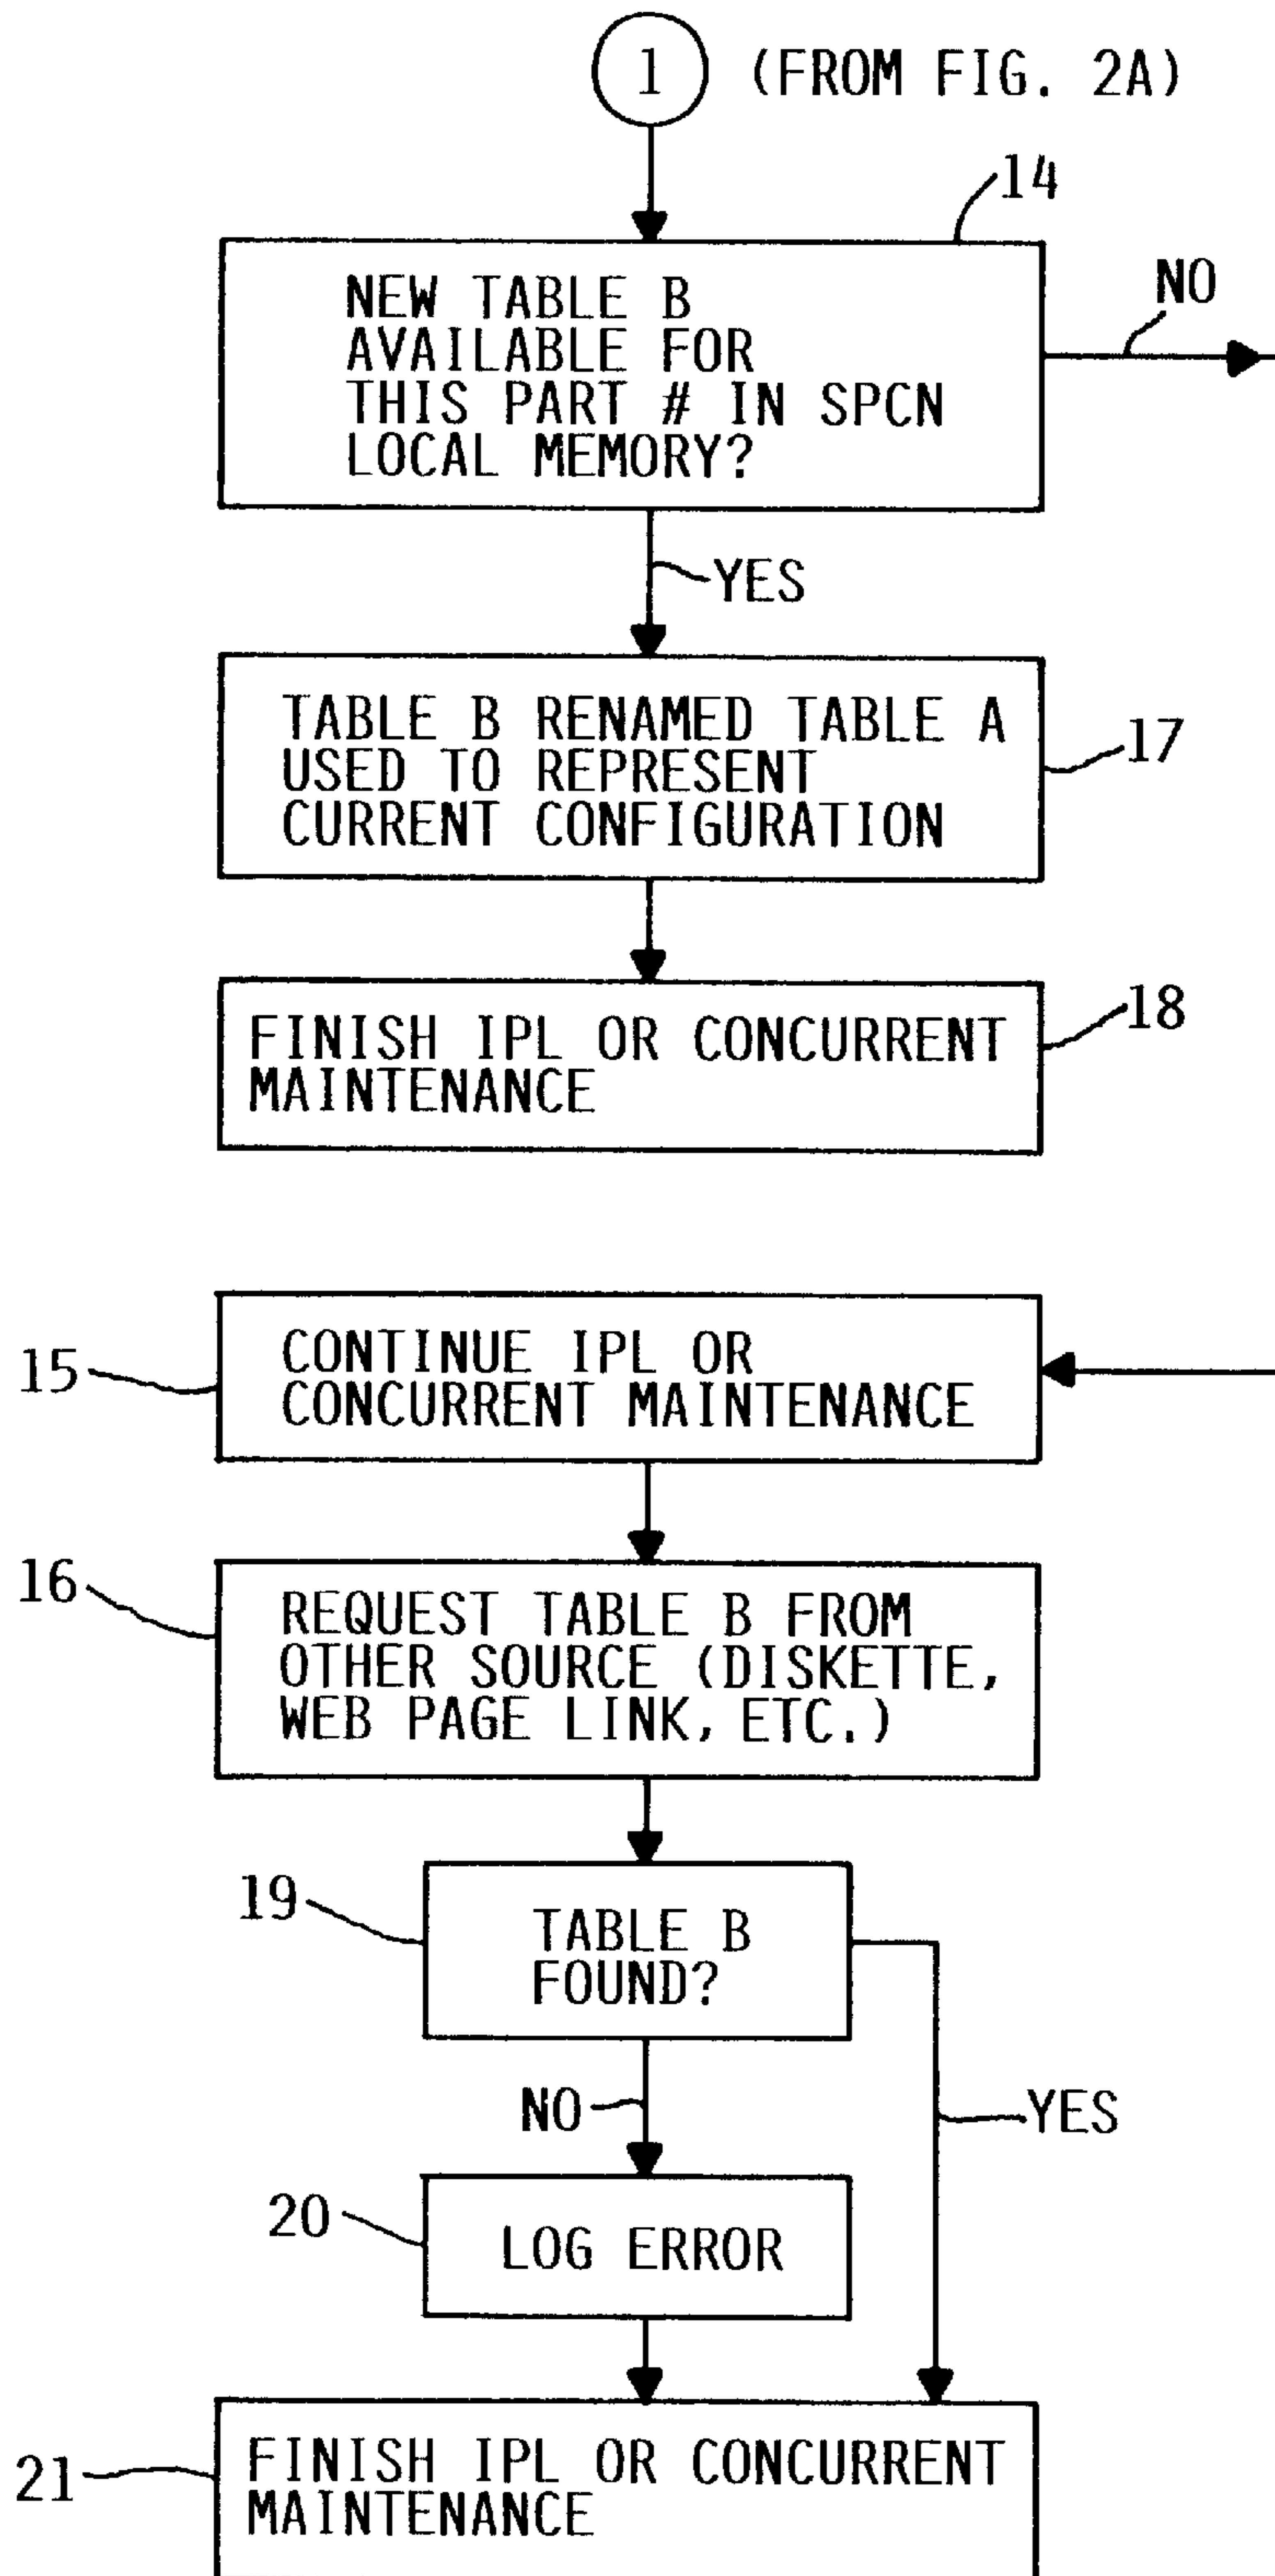 1 (FROM FIG. 2A)
14
NEW TABLE B
AVAILABLE FOR
THIS PART # IN SPCN
LOCAL MEMORY?
NO
YES
TABLE B RENAMED TABLE A
USED TO REPRESENT
CURRENT CONFIGURATION
17
FINISH IPL OR CONCURRENT
MAINTENANCE
18
15
CONTINUE IPL OR
CONCURRENT MAINTENANCE
16
REQUEST TABLE B FROM
OTHER SOURCE (DISKETTE,
WEB PAGE LINK, ETC.)
19
TABLE B
FOUND?
NO
YES
20
LOG ERROR
21
FINISH IPL OR CONCURRENT
MAINTENANCE